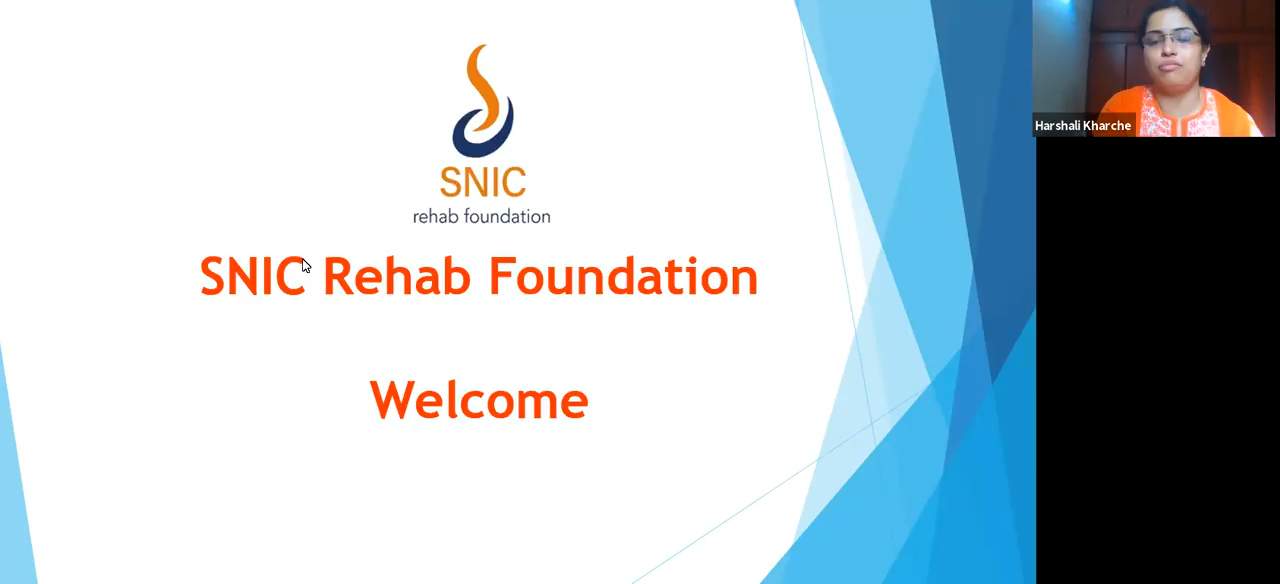 SNIC
rehab foundation
SNIC Rehab Foundation
Welcome
Harshali Kharche